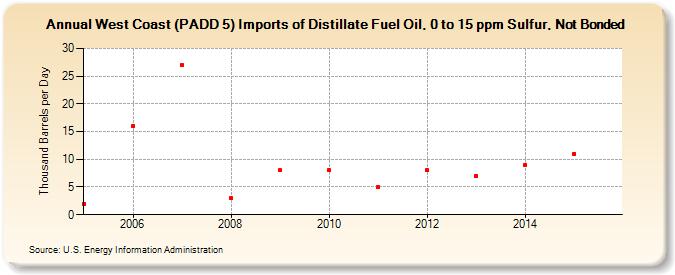 Annual West Coast (PADD 5) Imports of Distillate Fuel Oil, 0 to 15 ppm Sulfur, Not Bonded
Thousand Barrels per Day
30
25
20
15
10
5
0
2006 2008 2010 2012 2014
Source: U.S. Energy Information Administration